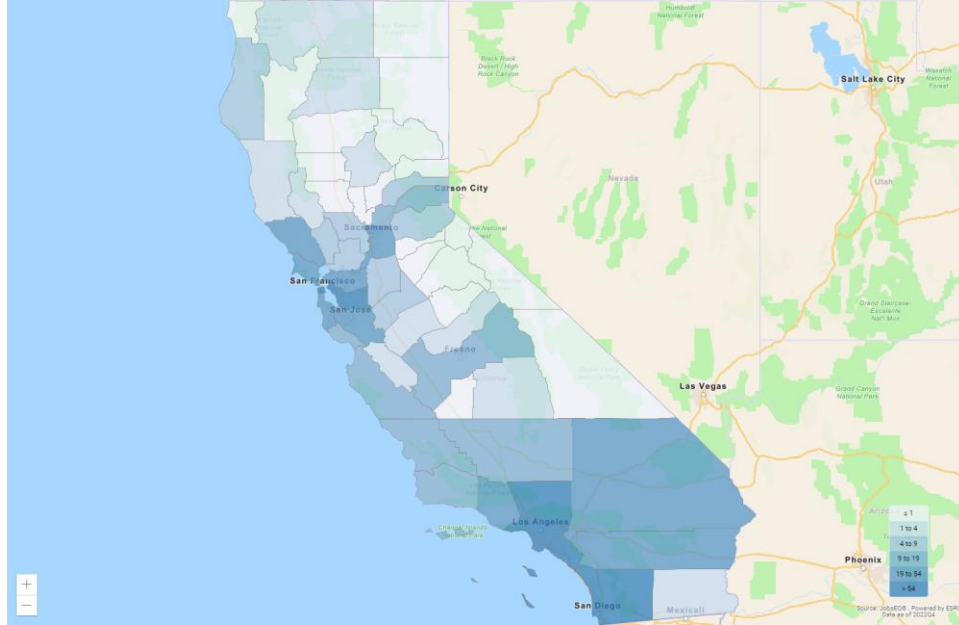 Humboldt
National Forest
Black Rock
Desert / High
Rock Canyon
Salt Lake City
Wasatch
National
Forest
Carson City
Nevada
Utah
Sacramento
San Francisco
San Jose
Fresno
Grand Staircase-
Escalante
Nat'l Mon
Las Vegas
Grand Canyon
National Park
Los Angeles
Channel Islands
National Park
San Diego
Mexicali
Phoenix
≤ 1
1 to 4
4 to 9
9 to 19
19 to 54
> 54
+
−
Source: JobsEQ® , Powered by ESRI
Data as of 2022Q4